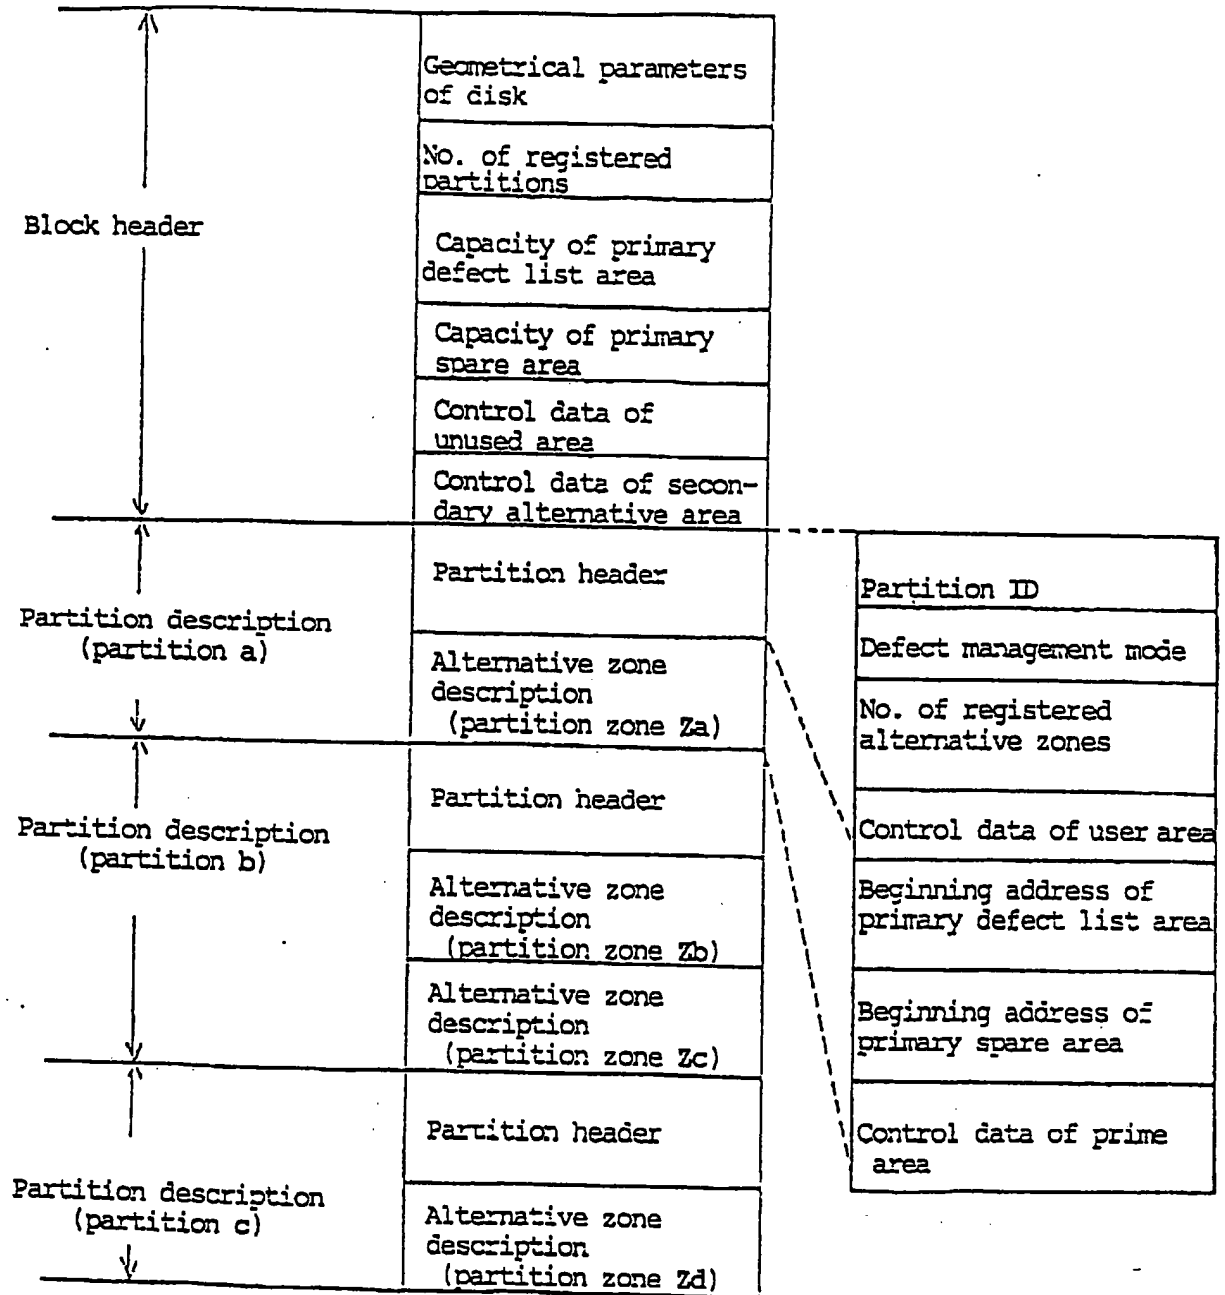 Geometrical parameters
of disk
No. of registered
partitions
Block header
Capacity of primary
defect list area
Capacity of primary
spare area
Control data of
unused area
Control data of secon-
dary alternative area
Partition description
(partition a)
Partition header
Alternative zone
description
(partition zone Za)
Partition description
(partition b)
Partition header
Alternative zone
description
(partition zone Zb)
Alternative zone
description
(partition zone Zc)
Partition description
(partition c)
Partition header
Alternative zone
description
(partition zone Zd)
Partition ID
Defect management mode
No. of registered
alternative zones
Control data of user area
Beginning address of
primary defect list area
Beginning address of
primary spare area
Control data of prime
area